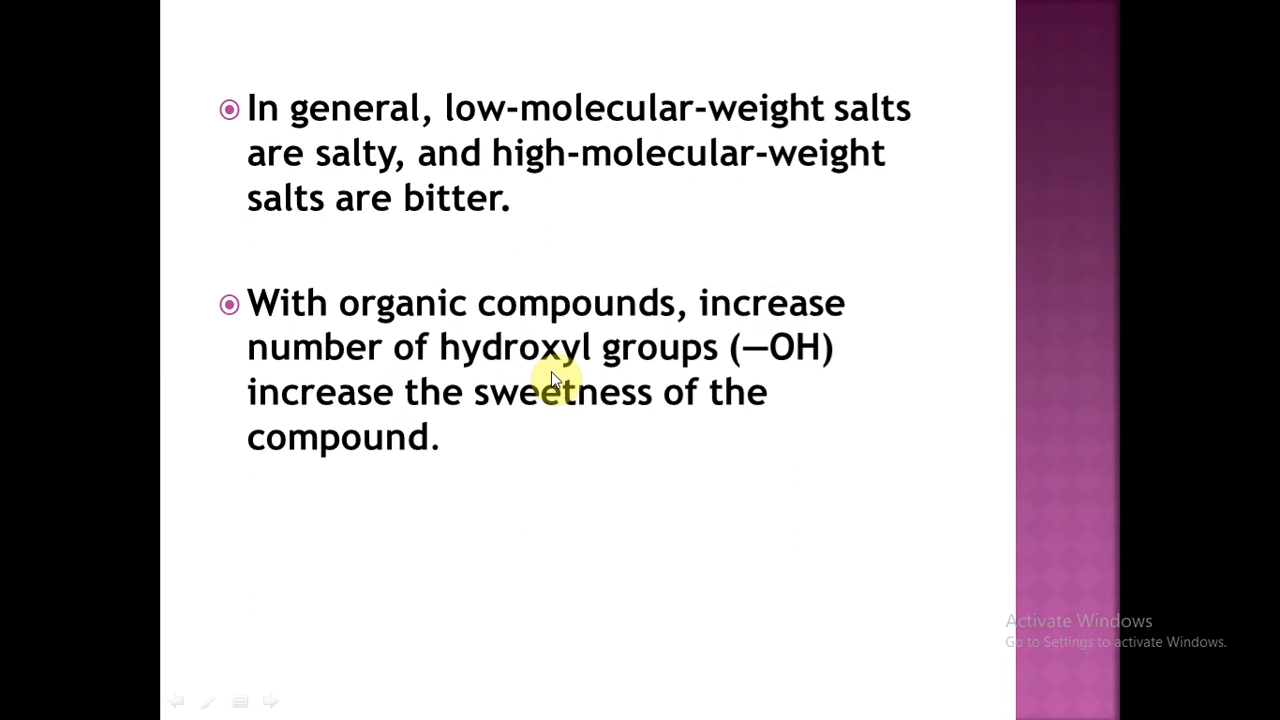 In general, low-molecular-weight salts
are salty, and high-molecular-weight
salts are bitter.
With organic compounds, increase
number of hydroxyl groups (—OH)
increase the sweetness of the
compound.
Activate Windows
Go to Settings to activate Windows.